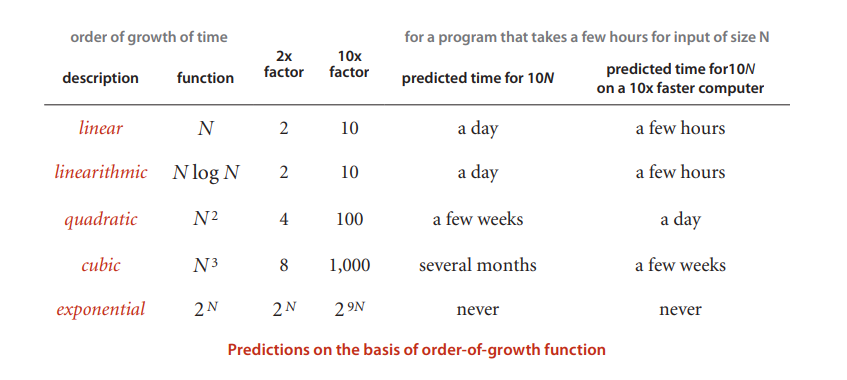 order of growth of time for a program that takes a few hours for input of size N
description function 2x factor 10x factor predicted time for 10N predicted time for10N on a 10x faster computer
linear N 2 10 a day a few hours
linearithmic N log N 2 10 a day a few hours
quadratic N² 4 100 a few weeks a day
cubic N³ 8 1,000 several months a few weeks
exponential 2ᴺ 2ᴺ 2⁹ᴺ never never
Predictions on the basis of order-of-growth function